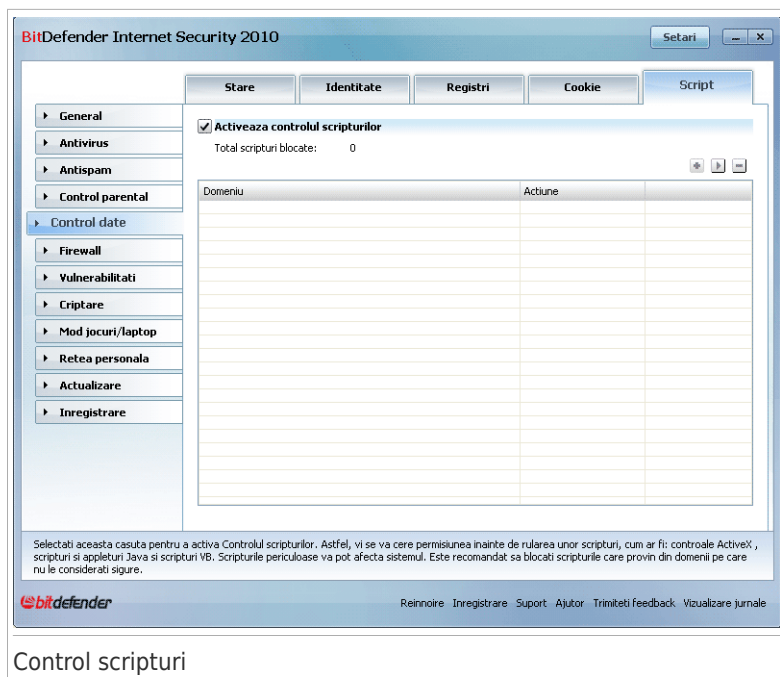 BitDefender Internet Security 2010
Setari
Stare
Identitate
Registri
Cookie
Script
General
Antivirus
Antispam
Control parental
Control date
Firewall
Vulnerabilitati
Criptare
Mod jocuri/laptop
Retea personala
Actualizare
Inregistrare
Activeaza controlul scripturilor
Total scripturi blocate: 0
Domeniu
Actiune
Selectati aceasta casuta pentru a activa Controlul scripturilor. Astfel, vi se va cere permisiunea inainte de rularea unor scripturi, cum ar fi: controale ActiveX ,
scripturi si appleturi Java si scripturi VB. Scripturile periculoase va pot afecta sistemul. Este recomandat sa blocati scripturile care provin din domenii pe care
nu le considerati sigure.
bitdefender
Reinnoire Inregistrare Suport Ajutor Trimiteti feedback Vizualizare jurnale
Control scripturi